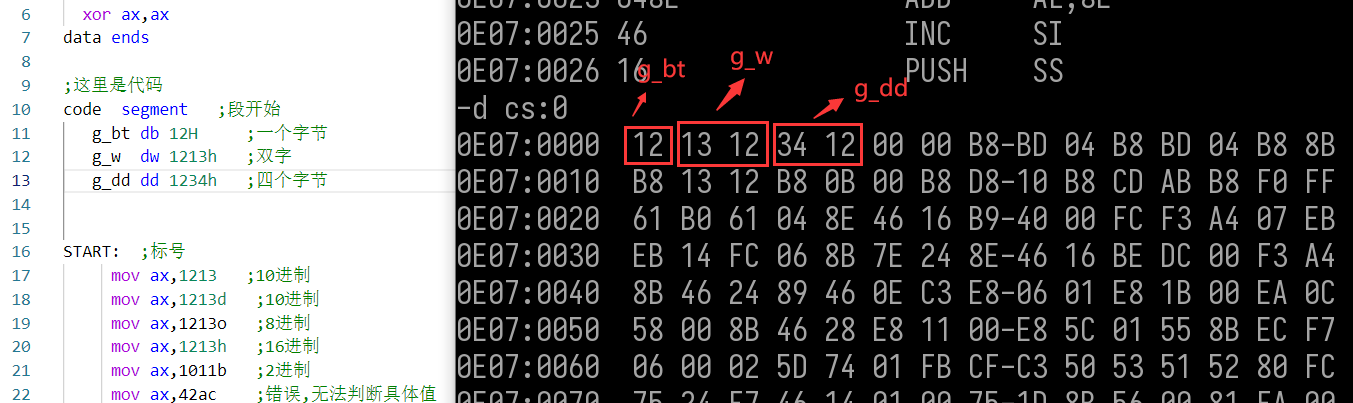 6 xor ax,ax
7 data ends
8
9 ;这里是代码
10 code segment ;段开始
11 g_bt db 12H ;一个字节
12 g_w dw 1213h ;双字
13 g_dd dd 1234h ;四个字节
14
15
16 START: ;标号
17 mov ax,1213 ;10进制
18 mov ax,1213d ;10进制
19 mov ax,1213o ;8进制
20 mov ax,1213h ;16进制
21 mov ax,1011b ;2进制
22 mov ax,42ac ;错误,无法判断具体值
0E07:0025 46 INC SI
0E07:0026 16 PUSH SS
g_bt
g_w
g_dd
-d cs:0
0E07:0000 12 13 12 34 12 00 00 B8-BD 04 B8 BD 04 B8 8B
0E07:0010 B8 13 12 B8 0B 00 B8 D8-10 B8 CD AB B8 F0 FF
0E07:0020 61 B0 61 04 8E 46 16 B9-40 00 FC F3 A4 07 EB
0E07:0030 EB 14 FC 06 8B 7E 24 8E-46 16 BE DC 00 F3 A4
0E07:0040 8B 46 24 89 46 0E C3 E8-06 01 E8 1B 00 EA 0C
0E07:0050 58 00 8B 46 28 E8 11 00-E8 5C 01 55 8B EC F7
0E07:0060 06 00 02 5D 74 01 FB CF-C3 50 53 51 52 80 FC